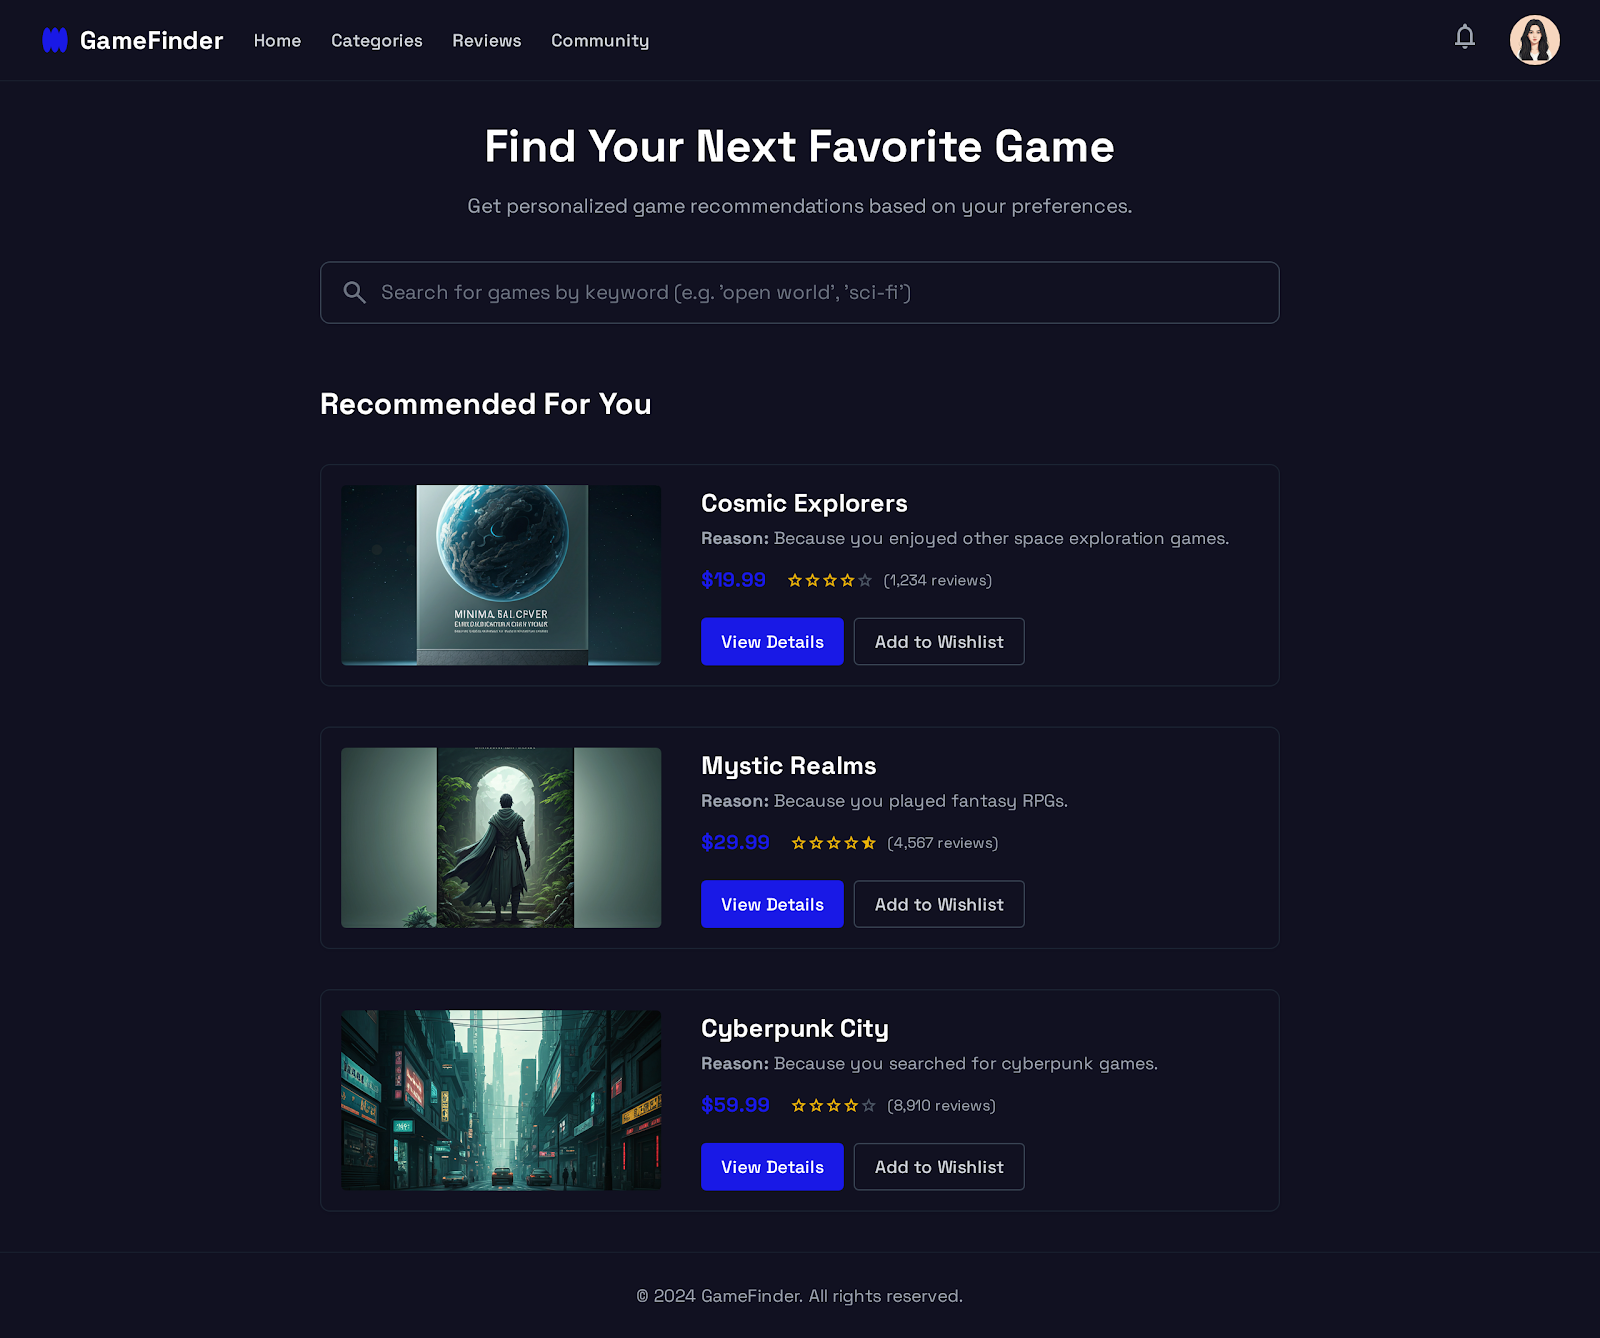 GameFinder
Home
Categories
Reviews
Community
Find Your Next Favorite Game
Get personalized game recommendations based on your preferences.
Search for games by keyword (e.g. 'open world', 'sci-fi')
Recommended For You
MINIMA
Cosmic Explorers
Reason: Because you enjoyed other space exploration games.
$19.99
(1,234 reviews)
View Details
Add to Wishlist
Mystic Realms
Reason: Because you played fantasy RPGs.
$29.99
(4,567 reviews)
View Details
Add to Wishlist
Cyberpunk City
Reason: Because you searched for cyberpunk games.
$59.99
(8,910 reviews)
View Details
Add to Wishlist
© 2024 GameFinder. All rights reserved.